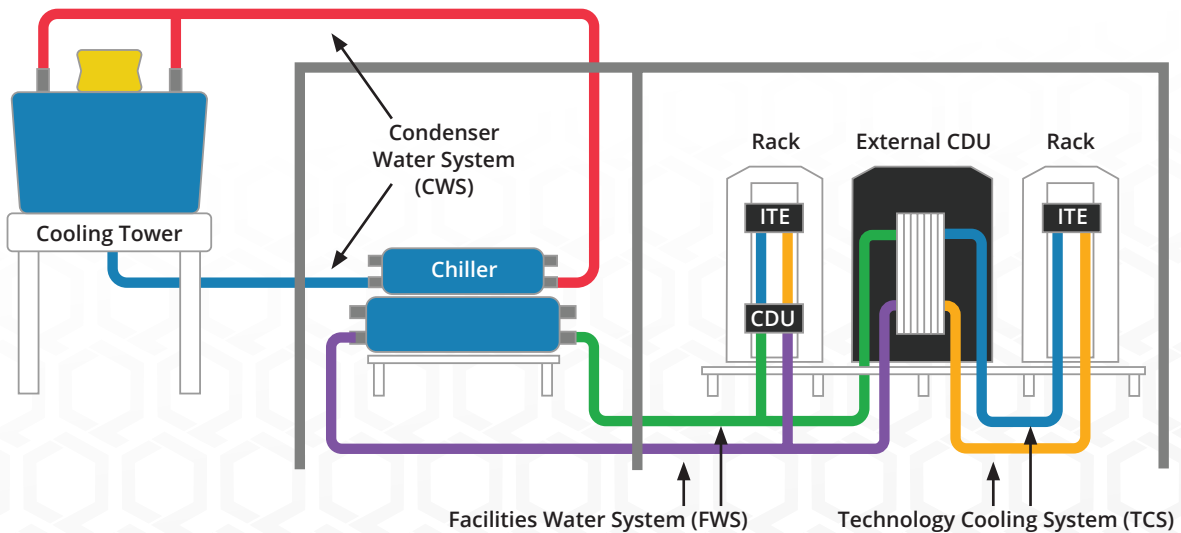 Condenser
Water System
(CWS)
Rack
External CDU
Rack
ITE
ITE
Cooling Tower
Chiller
CDU
Facilities Water System (FWS)
Technology Cooling System (TCS)